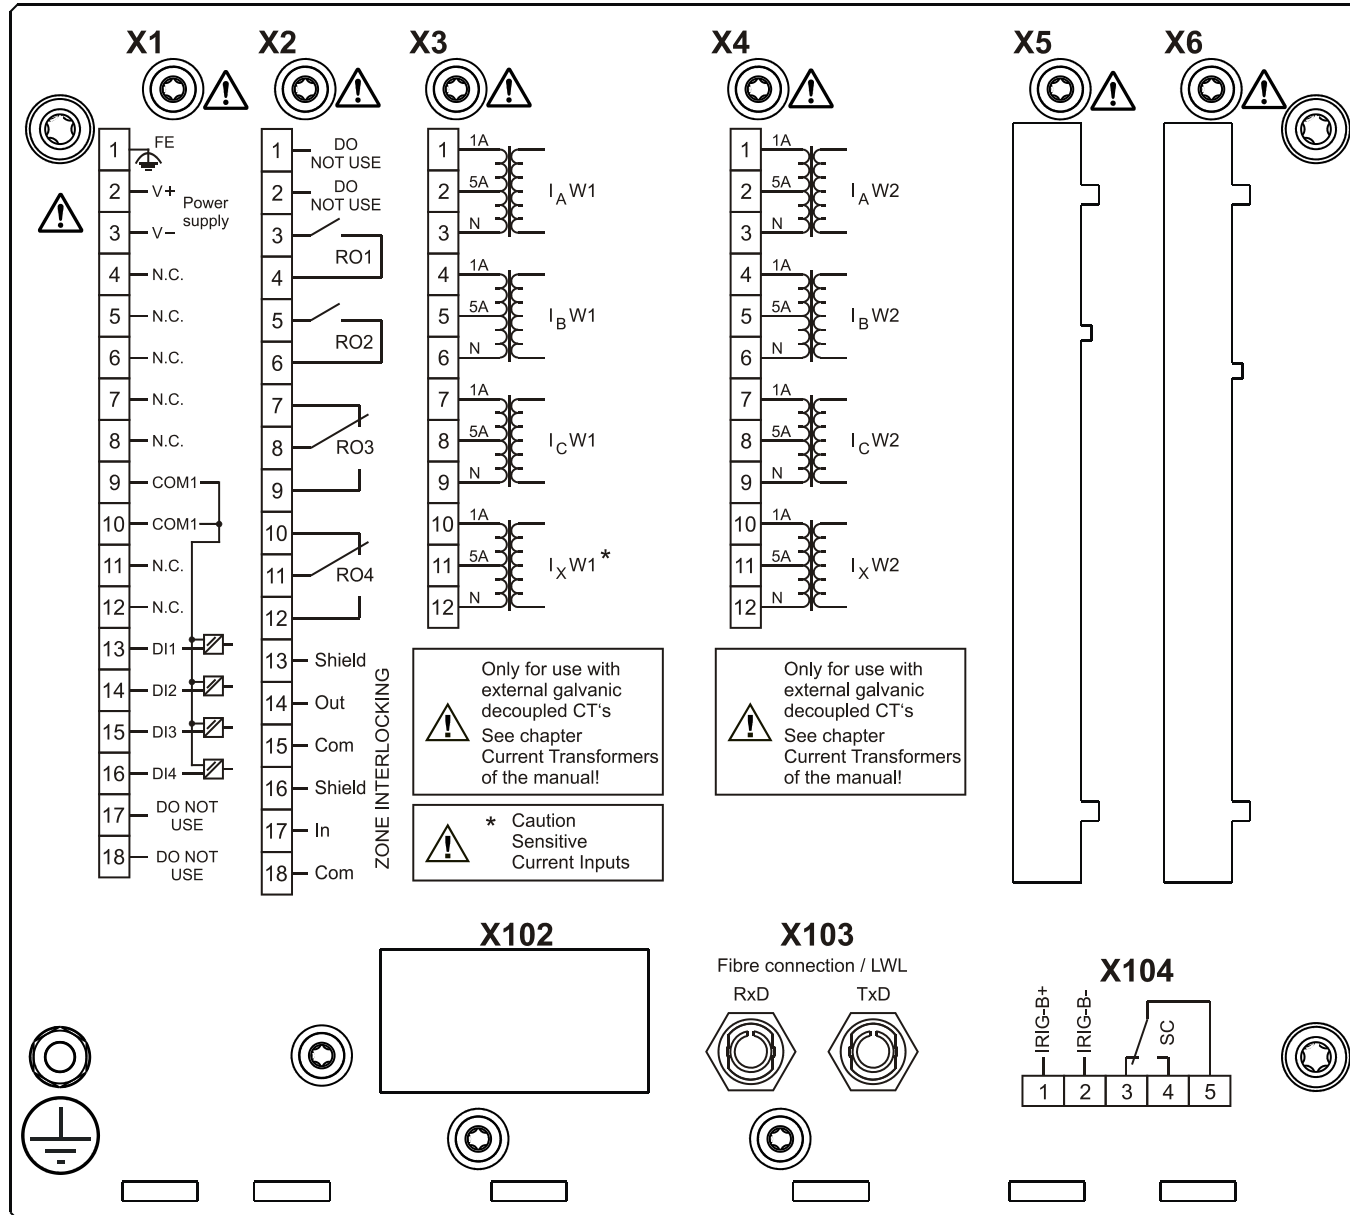 X1
X2
X3
X4
X5
X6
1 FE
2 V+
Power
supply
3 V–
4 N.C.
5 N.C.
6 N.C.
7 N.C.
8 N.C.
9 COM1
10 COM1
11 N.C.
12 N.C.
13 DI1
14 DI2
15 DI3
16 DI4
17 DO NOT
USE
18 DO NOT
USE
1 DO
NOT USE
2 DO
NOT USE
3
RO1
4
5
RO2
6
7
8 RO3
9
10
11 RO4
12
13 Shield
14 Out
15 Com
16 Shield
17 In
18 Com
ZONE INTERLOCKING
1 1A
2 5A IA W1
3 N
4 1A
5 5A IB W1
6 N
7 1A
8 5A IC W1
9 N
10 1A
11 5A IX W1 *
12 N
Only for use with
external galvanic
decoupled CT's
See chapter
Current Transformers
of the manual!
* Caution
Sensitive
Current Inputs
1 1A
2 5A IA W2
3 N
4 1A
5 5A IB W2
6 N
7 1A
8 5A IC W2
9 N
10 1A
11 5A IX W2
12 N
Only for use with
external galvanic
decoupled CT's
See chapter
Current Transformers
of the manual!
X102
X103
Fibre connection / LWL
RxD
TxD
X104
IRIG-B+
IRIG-B-
SC
1 2 3 4 5